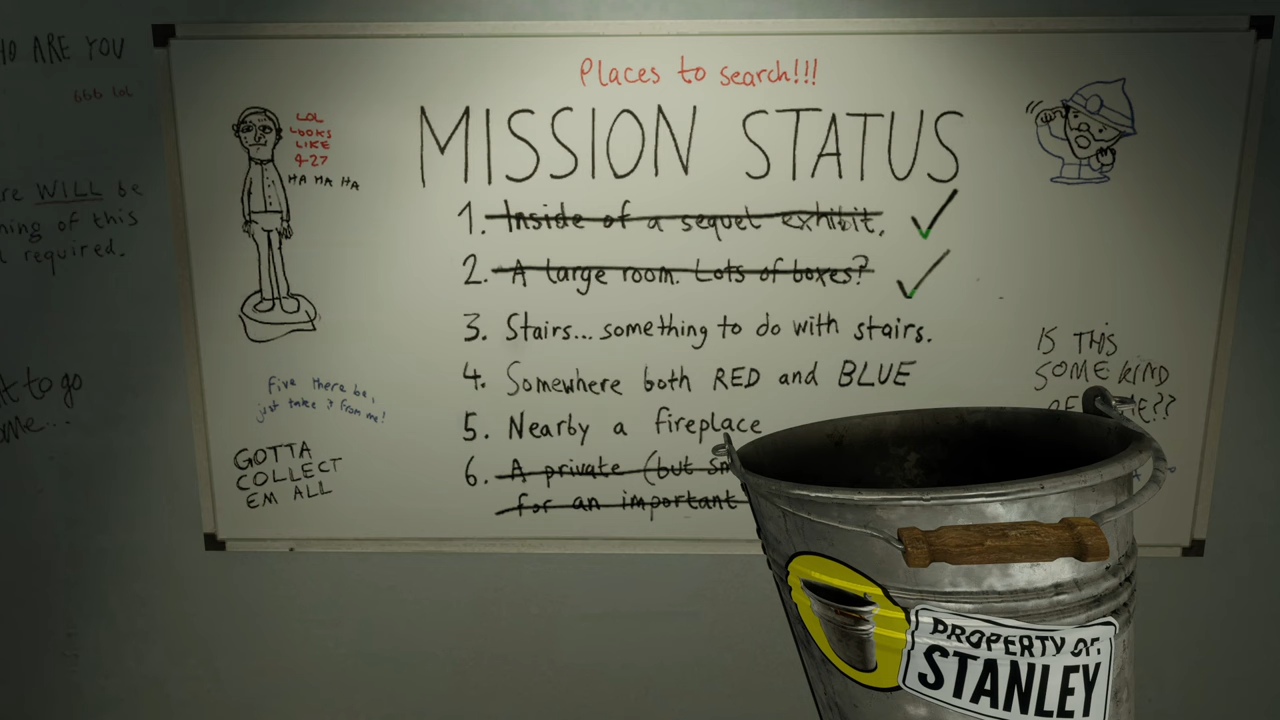 HO ARE YOU
666 lol
re WILL be
ning of this
l required.
t to go
ome...
Places to search!!!
MISSION STATUS
LOL
LOOKS
LIKE
4-27
HA HA HA
1. Inside of a sequel exhibit.
2. A large room. Lots of boxes?
3. Stairs... something to do with stairs.
4. Somewhere both RED and BLUE
5. Nearby a fireplace
6. A private (but sm
for an important
Five there be,
just take it from me!
GOTTA
COLLECT
EM ALL
IS THIS
SOME KIND
E??
PROPERTY OF
STANLEY